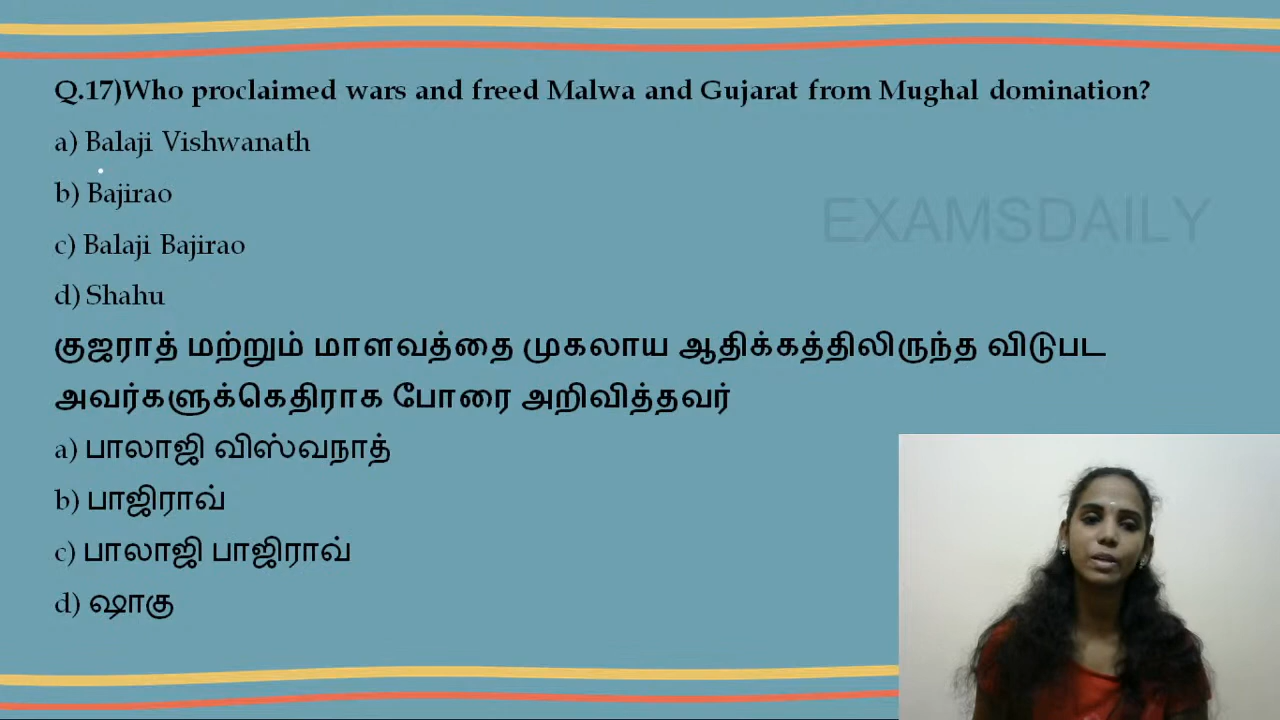 Q.17)Who proclaimed wars and freed Malwa and Gujarat from Mughal domination?
a) Balaji Vishwanath
b) Bajirao
EXAMSDAILY
c) Balaji Bajirao
d) Shahu
குஜராத் மற்றும் மாளவத்தை முகலாய ஆதிக்கத்திலிருந்த விடுபட
அவர்களுக்கெதிராக போரை அறிவித்தவர்
a) பாலாஜி விஸ்வநாத்
b) பாஜிராவ்
c) பாலாஜி பாஜிராவ்
d) ஷாகு